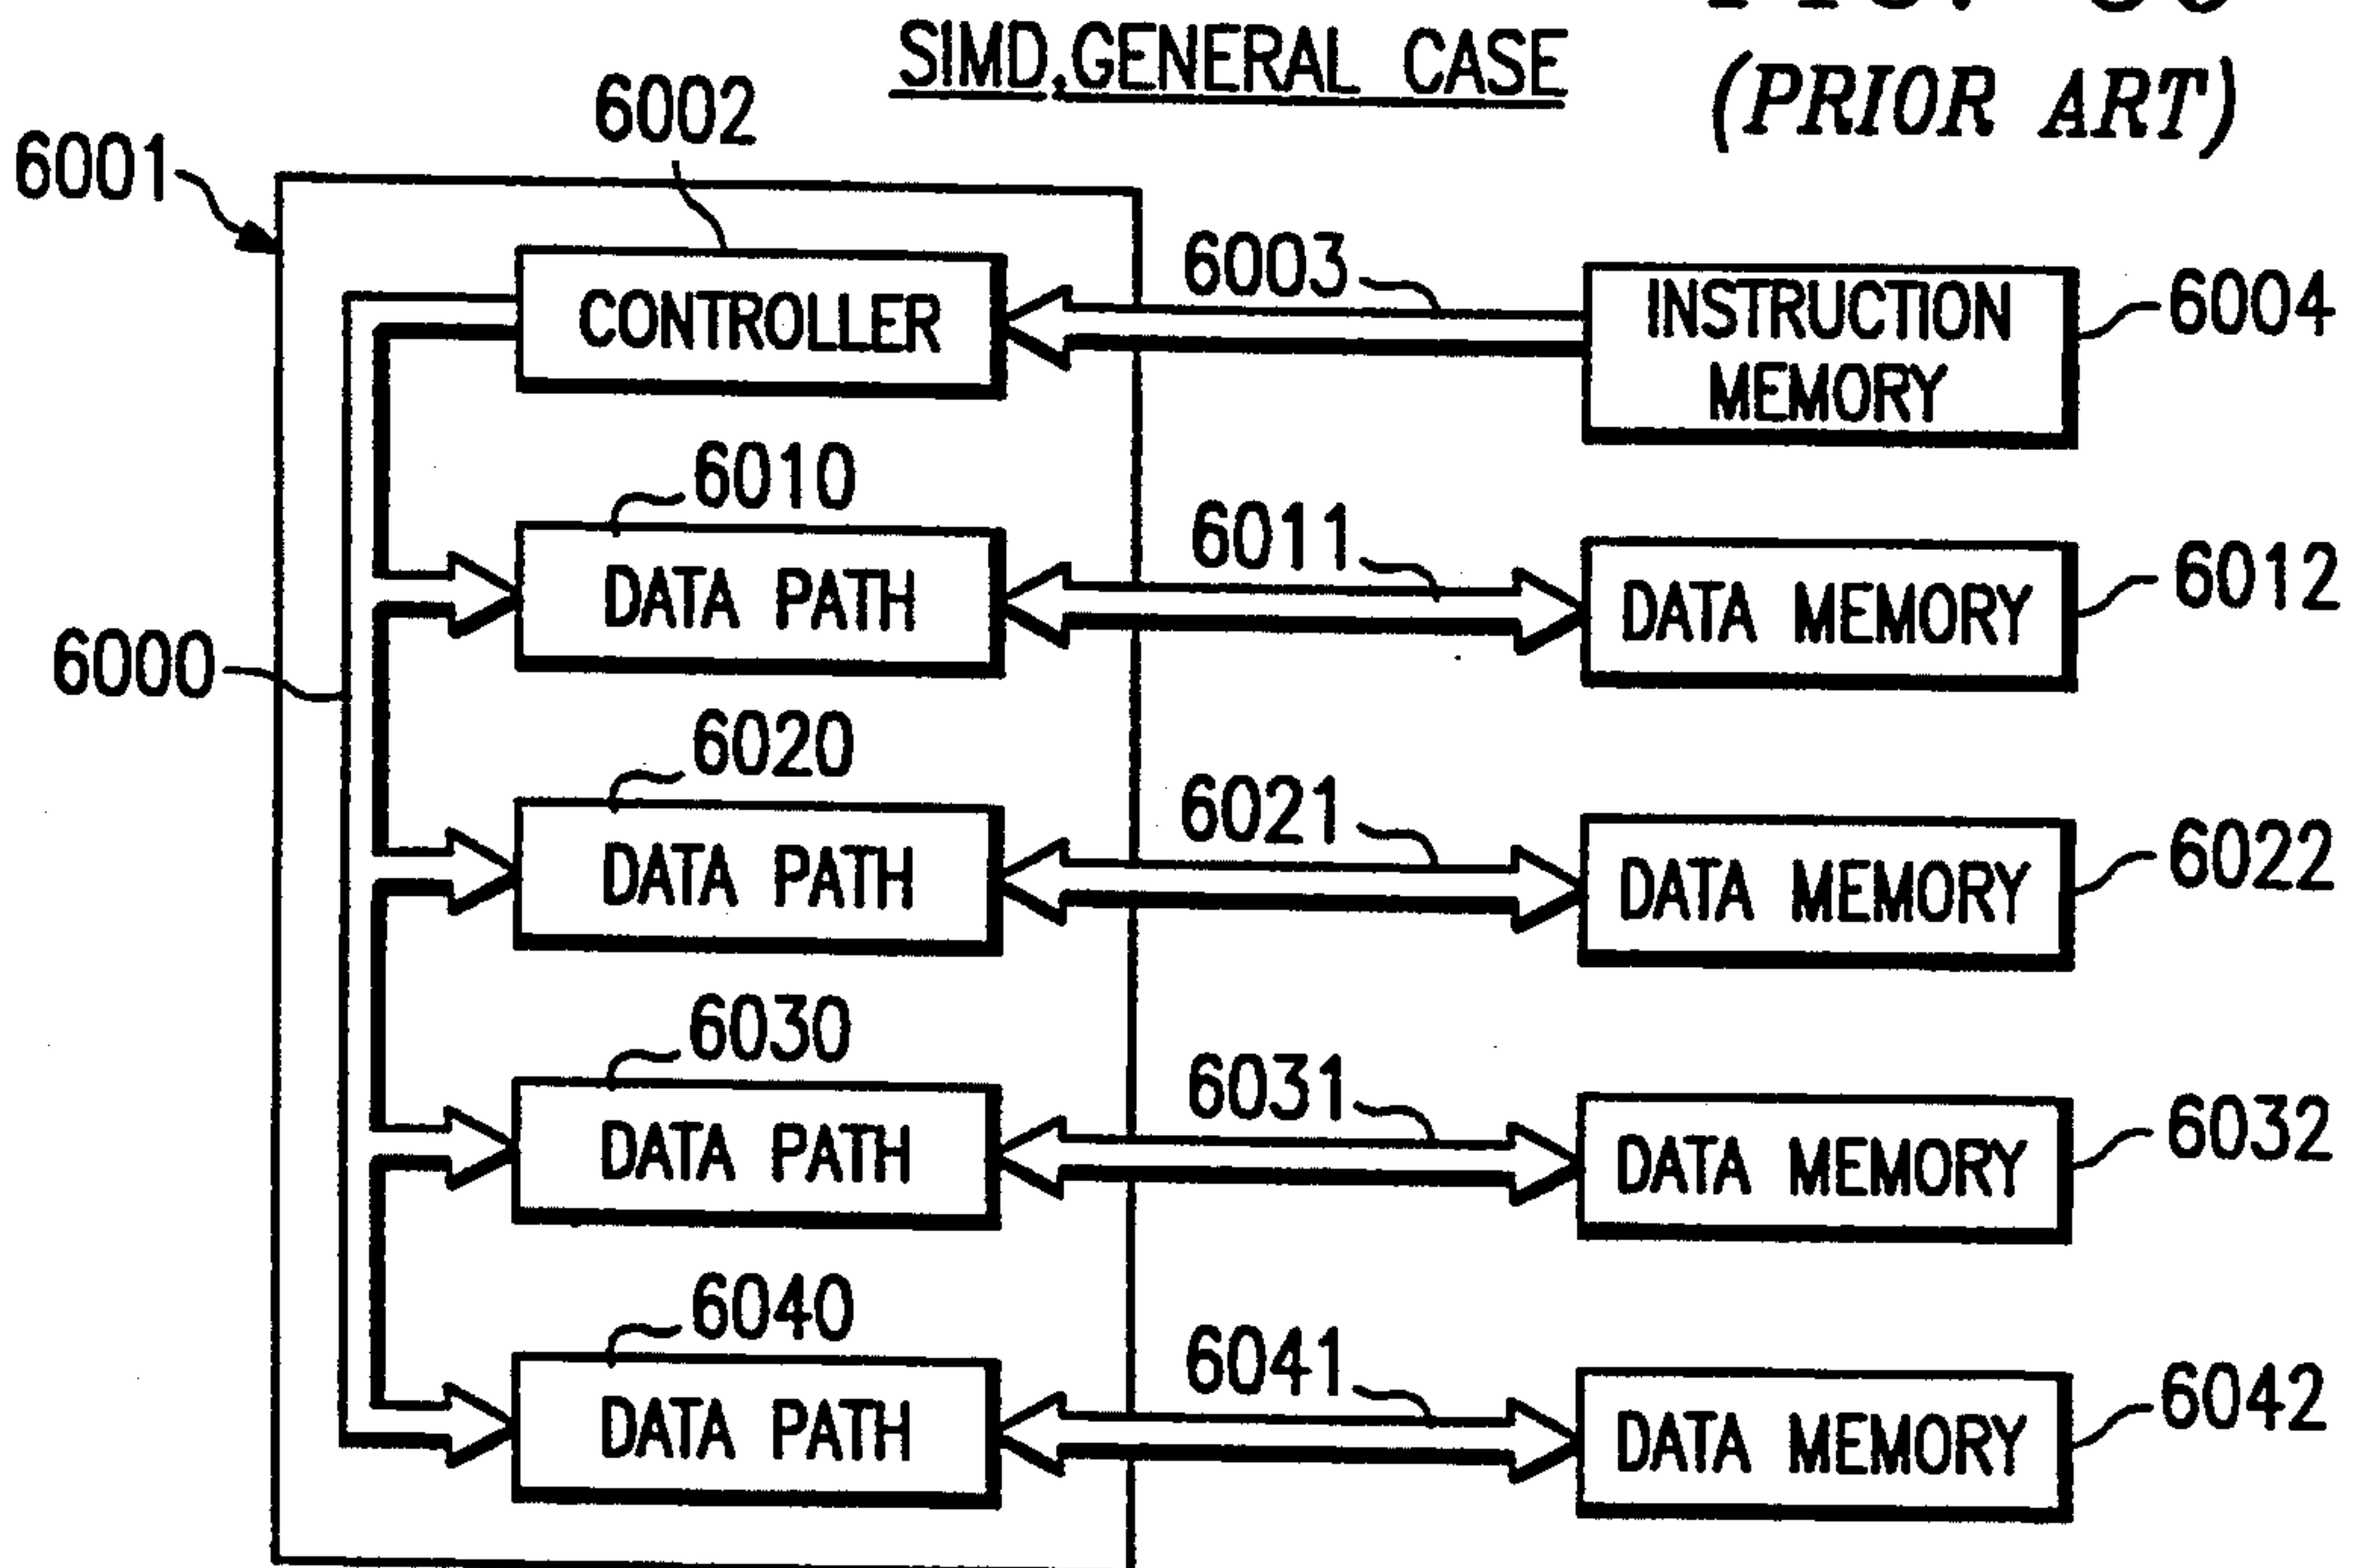 SIMD, GENERAL CASE
(PRIOR ART)
6002
6001
CONTROLLER
6003
INSTRUCTION
MEMORY
6004
6010
DATA PATH
6011
DATA MEMORY
6012
6000
6020
DATA PATH
6021
DATA MEMORY
6022
6030
DATA PATH
6031
DATA MEMORY
6032
6040
DATA PATH
6041
DATA MEMORY
6042